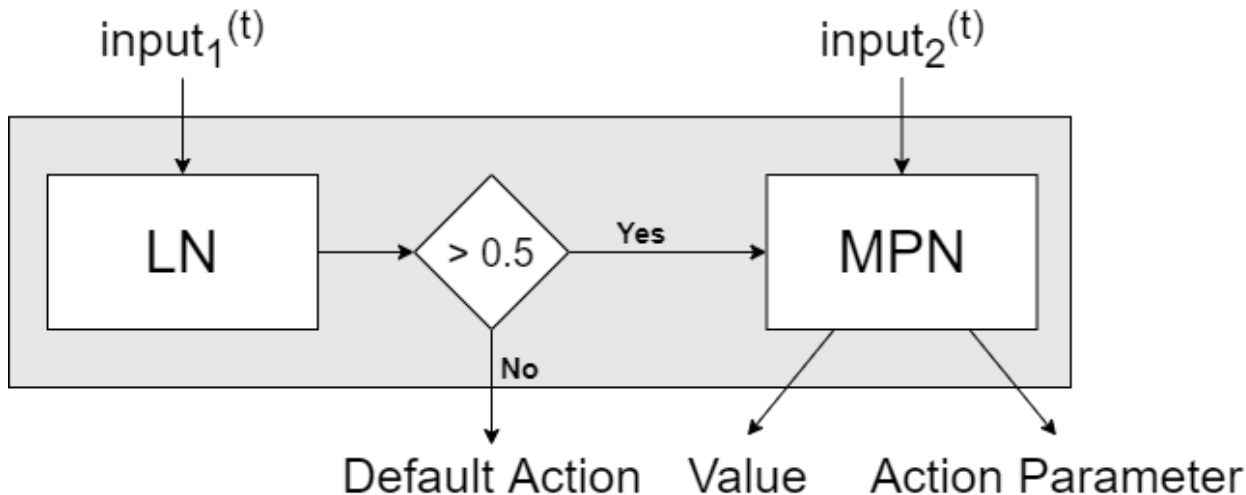 input₁⁽ᵗ⁾ input₂⁽ᵗ⁾
LN > 0.5 Yes MPN
No
Default Action Value Action Parameter